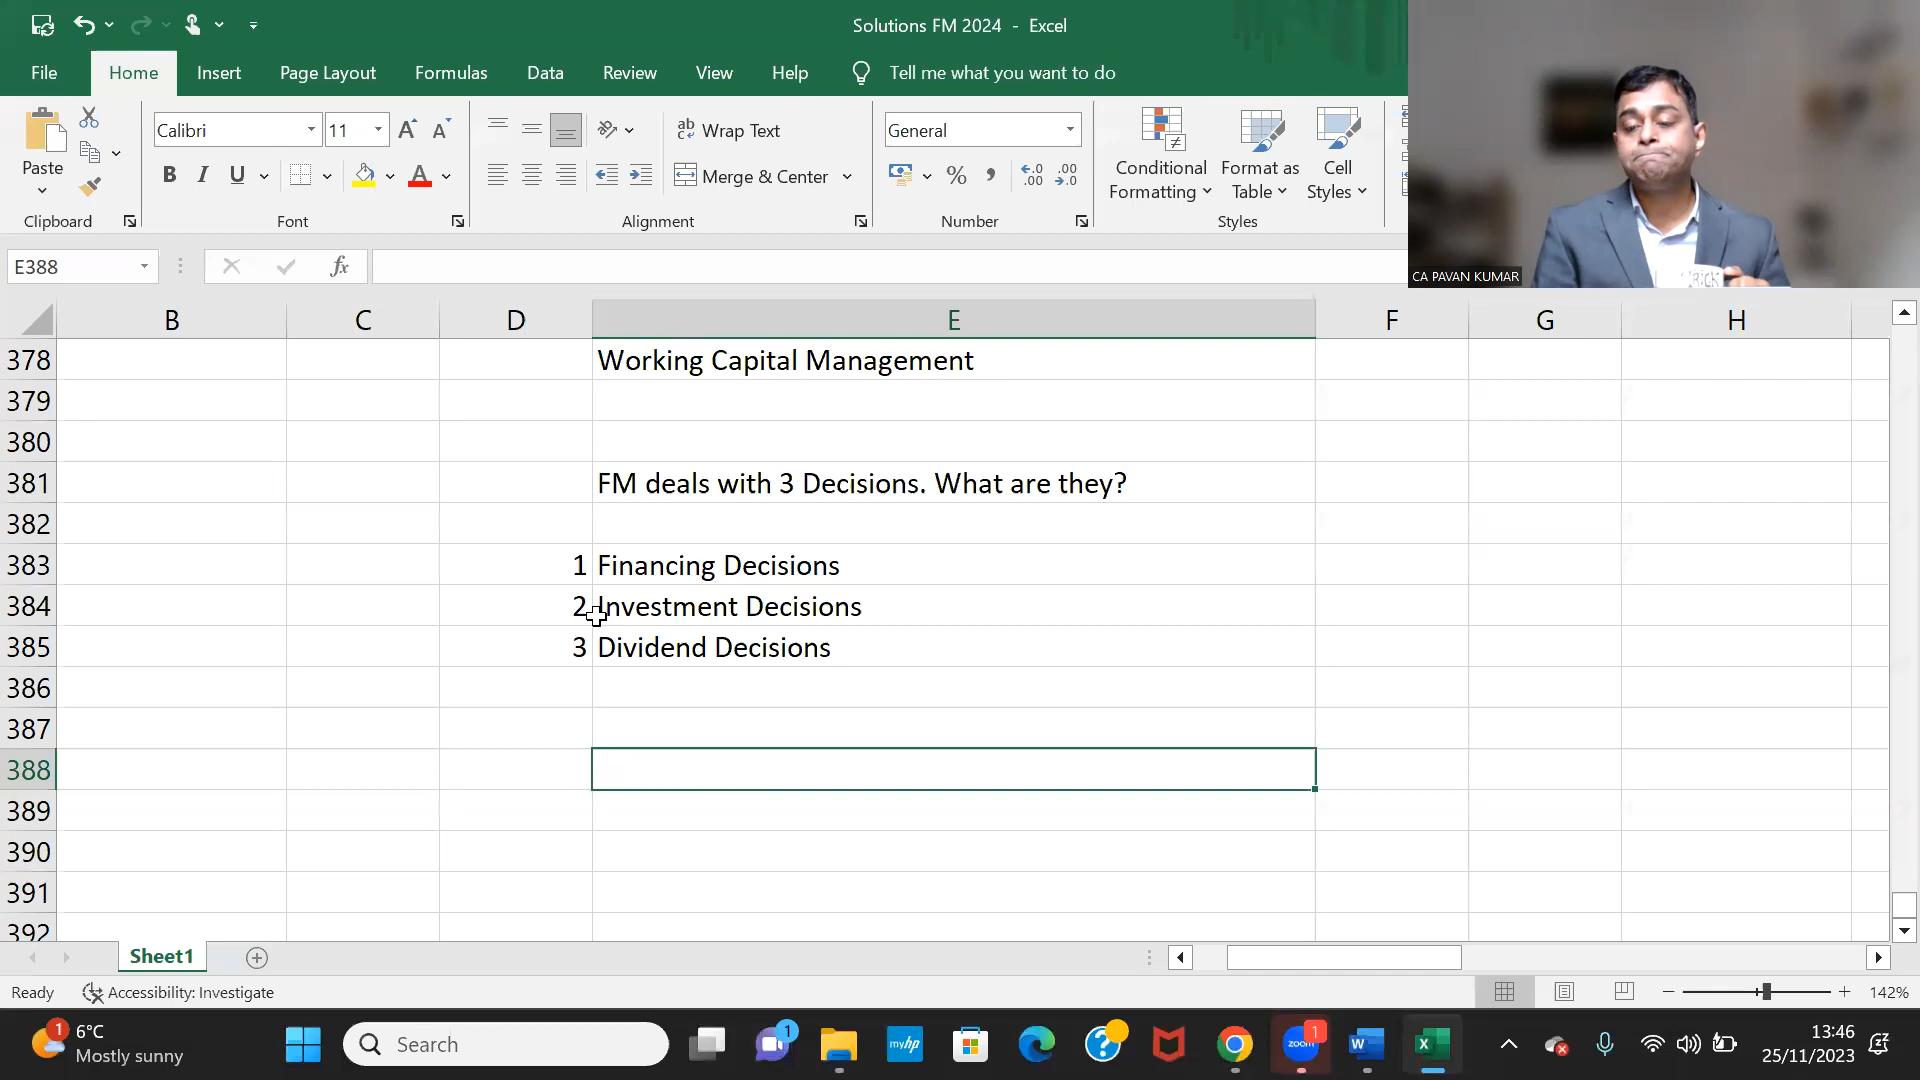 Solutions FM 2024 - Excel
File Home Insert Page Layout Formulas Data Review View Help Tell me what you want to do
Paste
Clipboard
Calibri 11
B I U
Font
Wrap Text
Merge & Center
Alignment
General
%
Number
Conditional Formatting
Format as Table
Cell Styles
Styles
CA PAVAN KUMAR
E388
fx
B C D E F G H
378 Working Capital Management
379
380
381 FM deals with 3 Decisions. What are they?
382
383 1 Financing Decisions
384 2 Investment Decisions
385 3 Dividend Decisions
386
387
388
389
390
391
392
Sheet1
Ready Accessibility: Investigate 142%
1 6°C
Mostly sunny
Search
1
myhp
zoom
1
13:46
25/11/2023